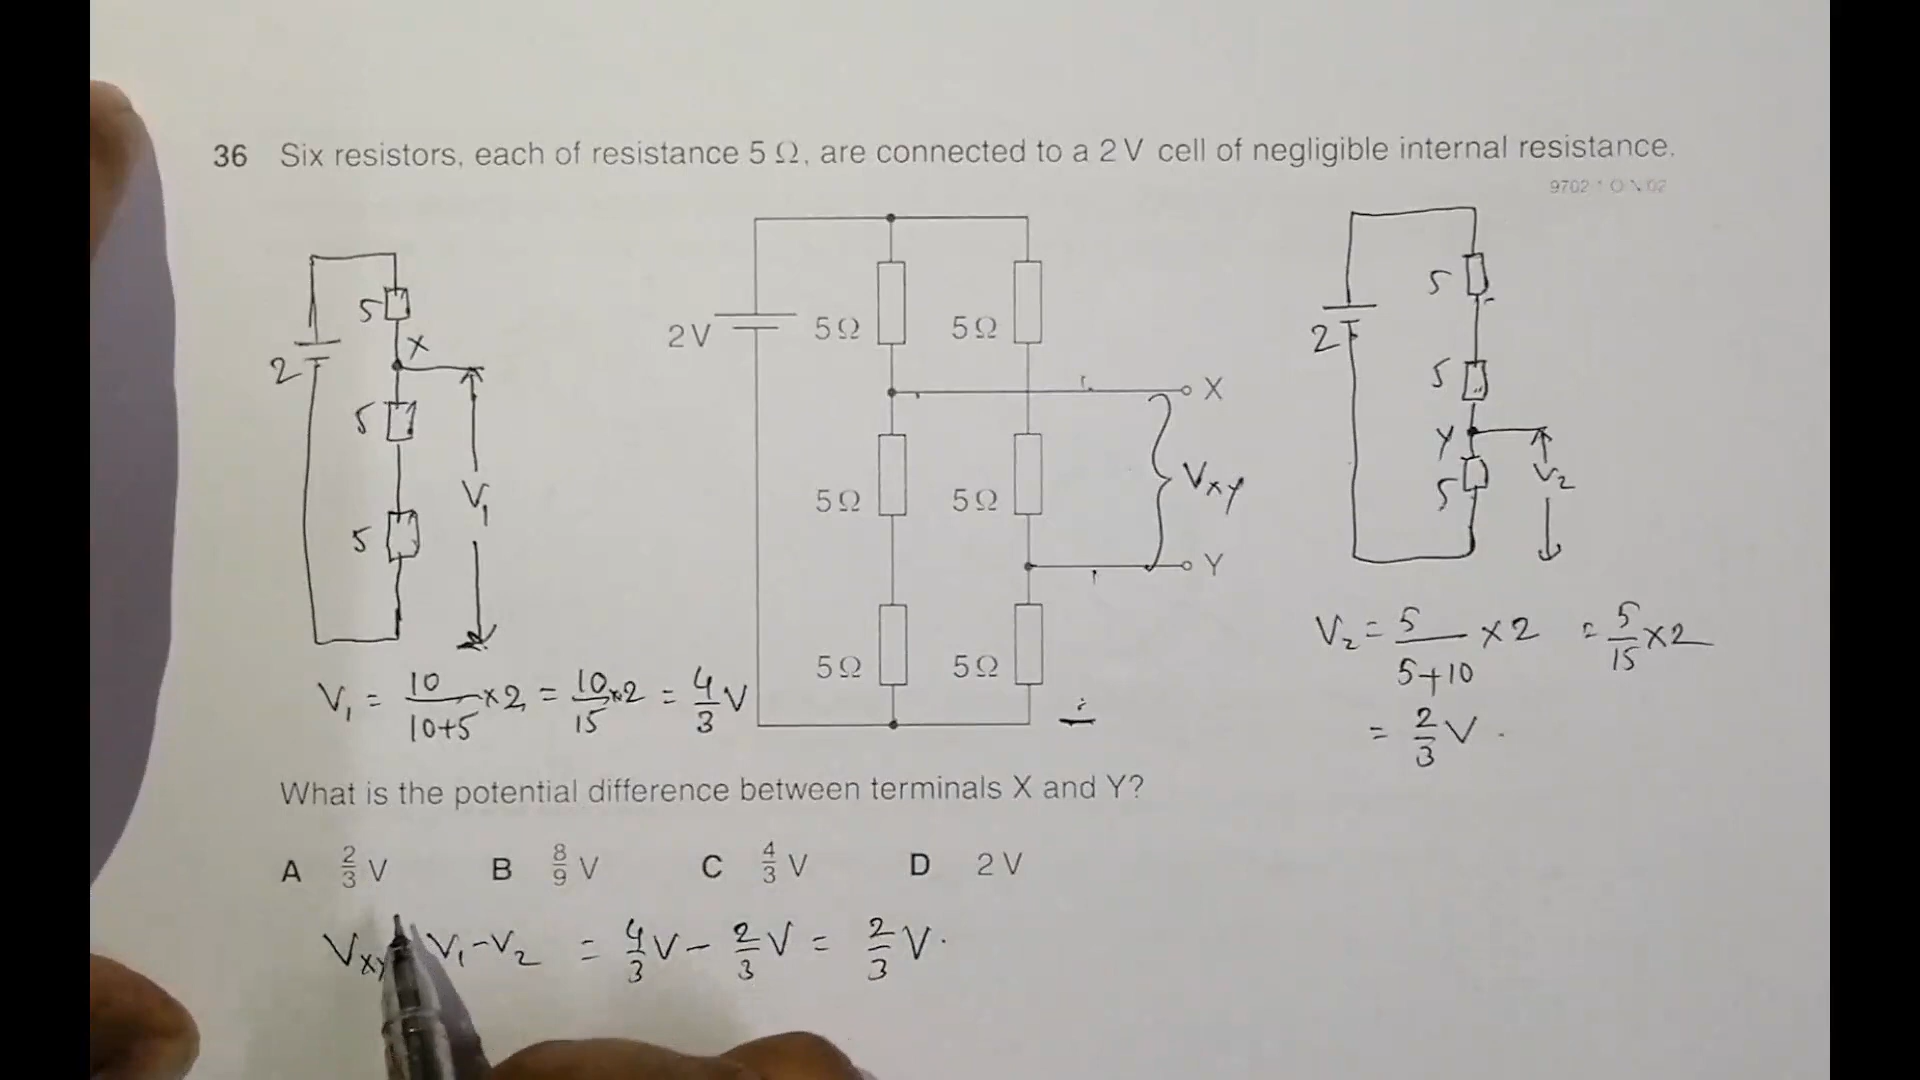 36 Six resistors, each of resistance 5 Ω, are connected to a 2 V cell of negligible internal resistance.
9702
5
X
2
5
V₁
5
2 V
5 Ω 5 Ω
X
5 Ω 5 Ω
Vxy
Y
5 Ω 5 Ω
5
2
5
Y
V₂
5
V₁ = 10/(10+5) × 2 = 10/15 × 2 = 4/3 V
V₂ = 5/(5+10) × 2 = 5/15 × 2
= 2/3 V.
What is the potential difference between terminals X and Y?
A 2/3 V B 8/9 V C 4/3 V D 2 V
Vxy V₁ – V₂ = 4/3 V – 2/3 V = 2/3 V.